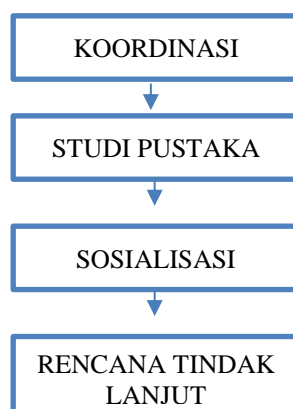 KOORDINASI
STUDI PUSTAKA
SOSIALISASI
RENCANA TINDAK
LANJUT